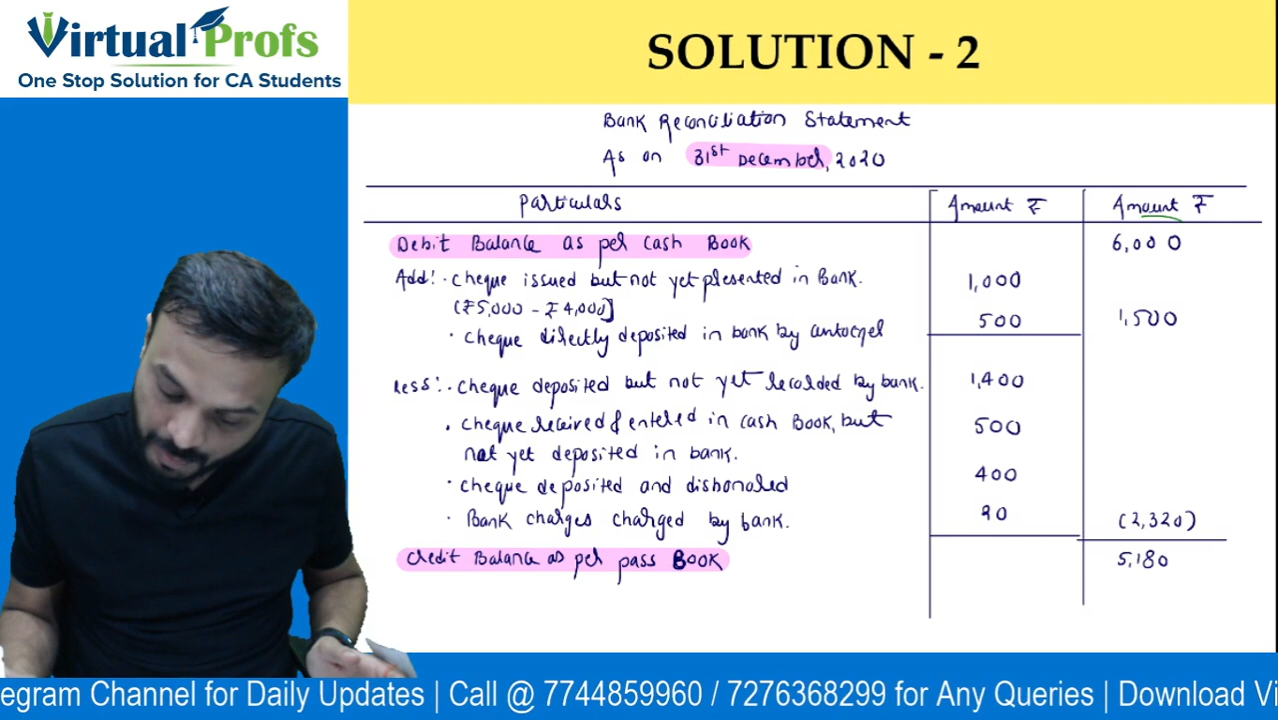 Virtual Profs
One Stop Solution for CA Students
SOLUTION - 2
Bank Reconciliation Statement
As on 31st December, 2020
Particulars Amount ₹ Amount ₹
Debit Balance as per Cash Book 6,000
Add: · cheque issued but not yet presented in Bank. 1,000
(₹5,000 - ₹4,000]
500 1,500
· cheque directly deposited in bank by
Less: · cheque deposited but not yet recorded by bank. 1,400
· cheque received & entered in cash Book, but 500
not yet deposited in bank.
· cheque deposited and dishonored 400
· Bank charges charged by bank. 20 (2,320)
Credit Balance as per pass Book 5,180
egram Channel for Daily Updates | Call @ 7744859960 / 7276368299 for Any Queries | Download Vi